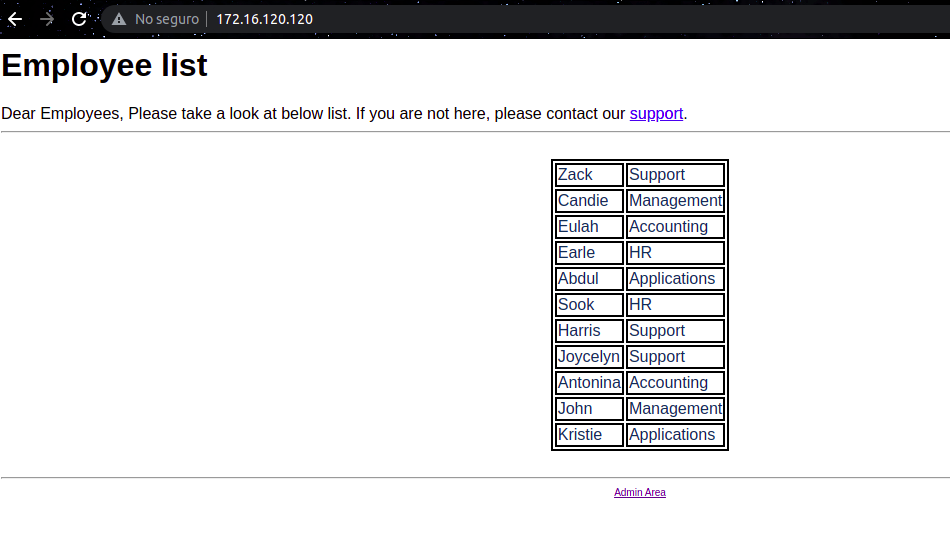 No seguro 172.16.120.120
Employee list
Dear Employees, Please take a look at below list. If you are not here, please contact our support.
Zack Support
Candie Management
Eulah Accounting
Earle HR
Abdul Applications
Sook HR
Harris Support
Joycelyn Support
Antonina Accounting
John Management
Kristie Applications
Admin Area